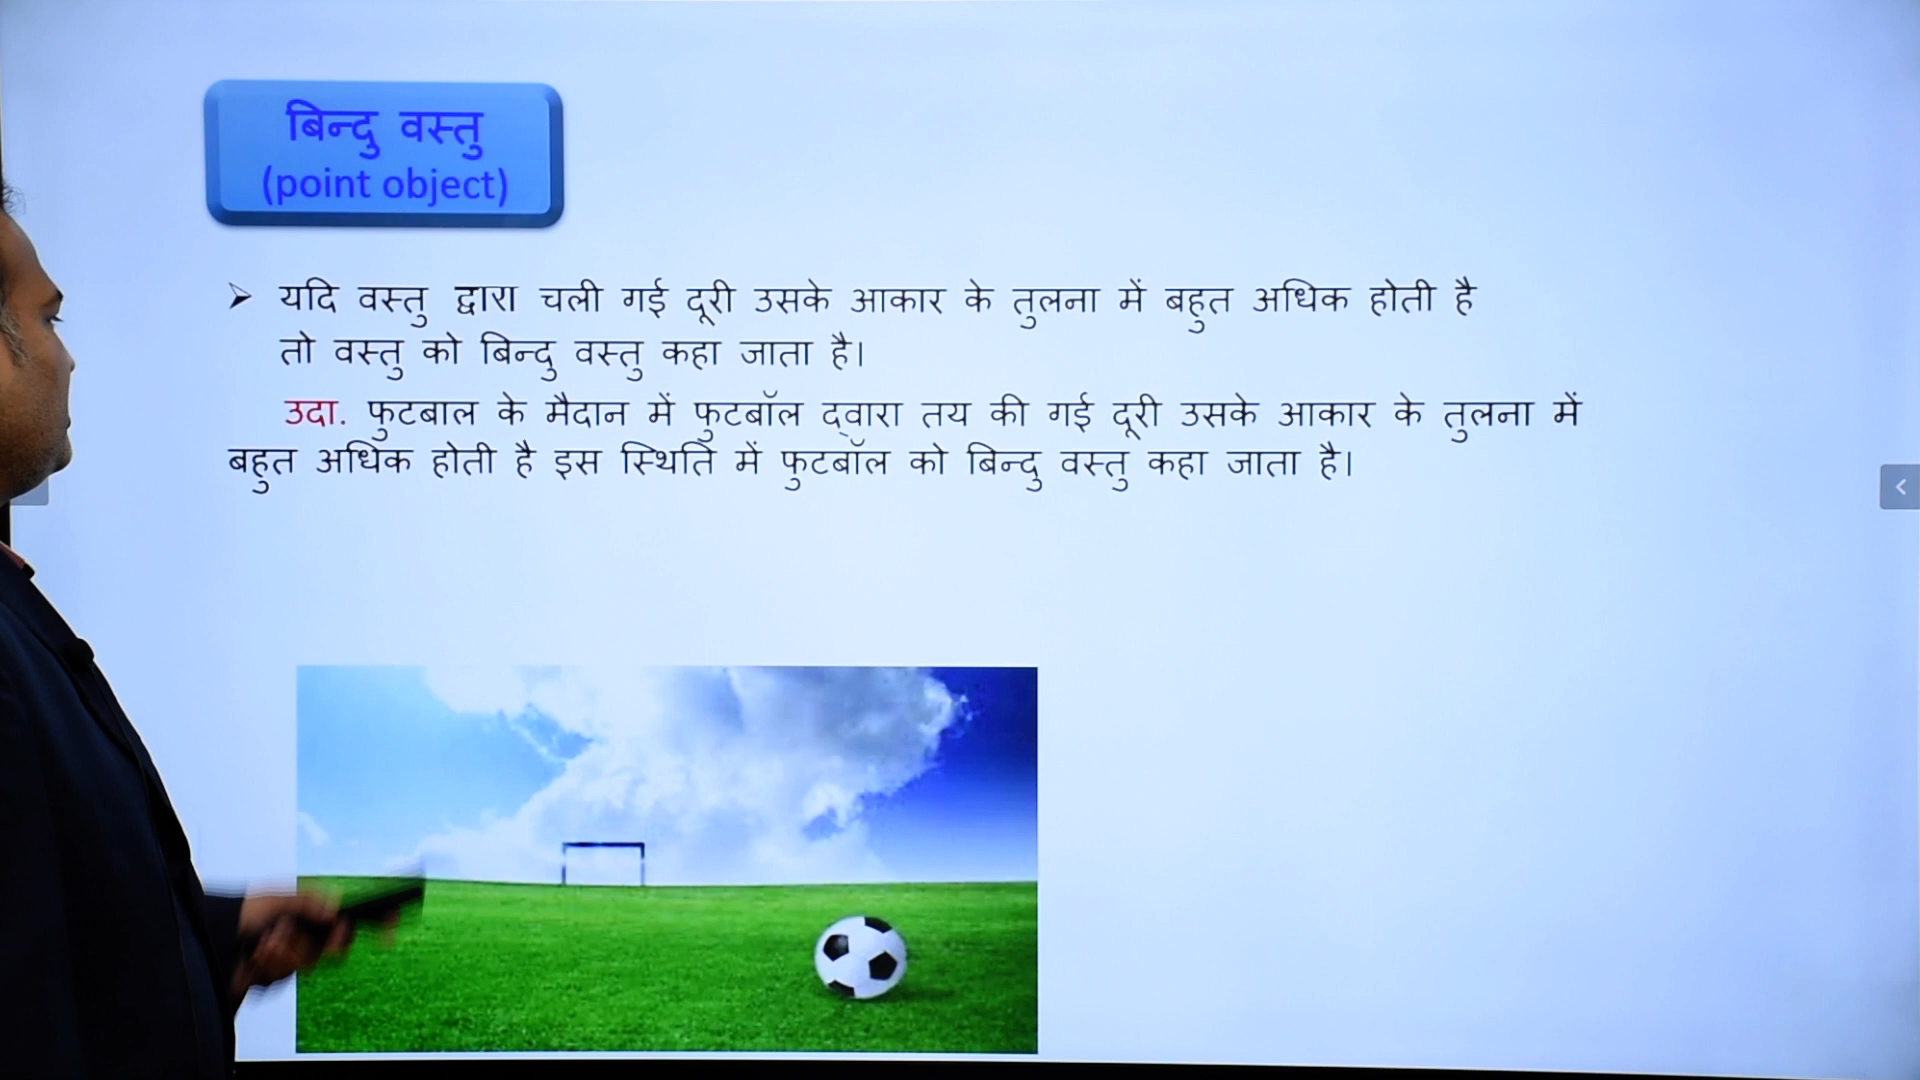 बिन्दु वस्तु
(point object)
➢ यदि वस्तु द्वारा चली गई दूरी उसके आकार के तुलना में बहुत अधिक होती है
तो वस्तु को बिन्दु वस्तु कहा जाता है।
उदा. फुटबाल के मैदान में फुटबॉल द्‌वारा तय की गई दूरी उसके आकार के तुलना में
बहुत अधिक होती है इस स्थिति में फुटबॉल को बिन्दु वस्तु कहा जाता है।